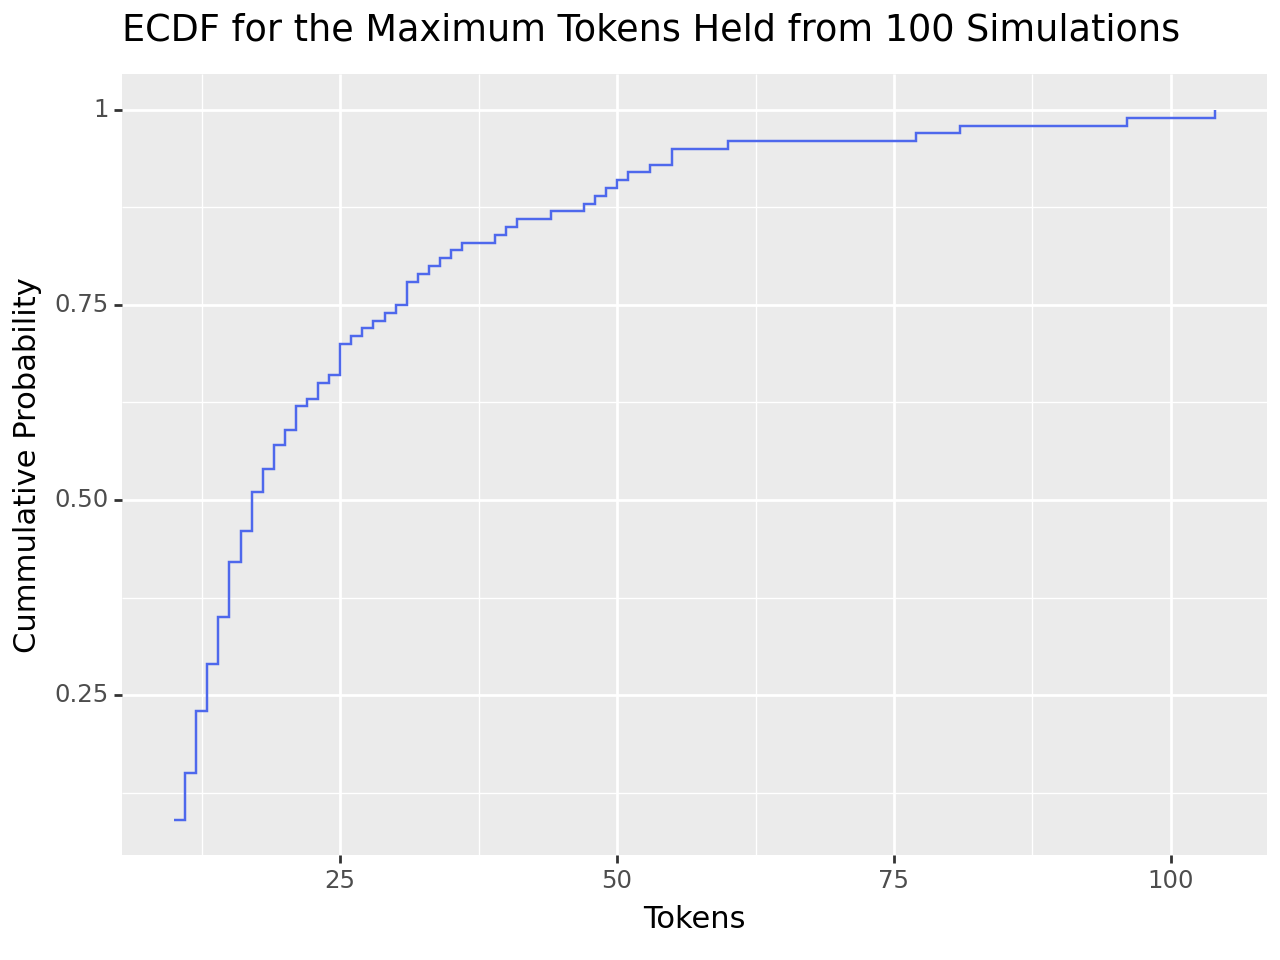 ECDF for the Maximum Tokens Held from 100 Simulations
Cummulative Probability
1
0.75
0.50
0.25
25
50
75
100
Tokens